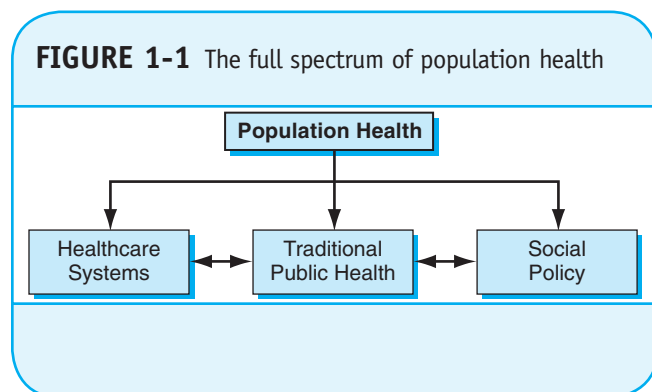 FIGURE 1-1 The full spectrum of population health
Population Health
Healthcare
Systems
Traditional
Public Health
Social
Policy